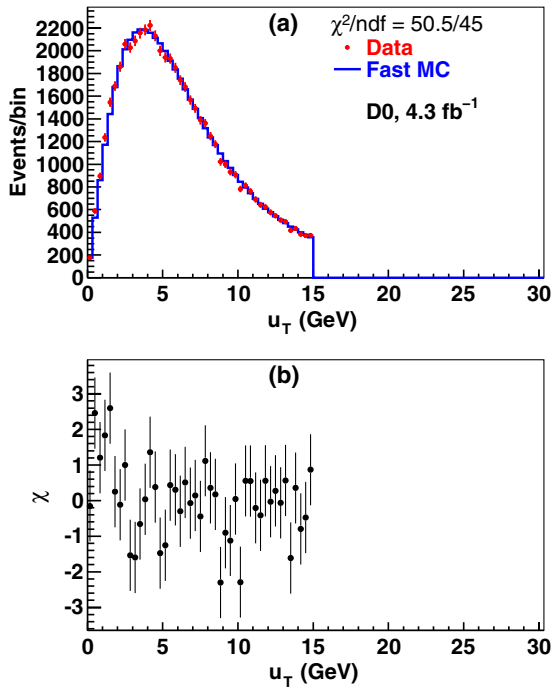 (a)
χ²/ndf = 50.5/45
Data
Fast MC
D0, 4.3 fb⁻¹
Events/bin
2200
2000
1800
1600
1400
1200
1000
800
600
400
200
0
0 5 10 15 20 25 30
u_T (GeV)
(b)
χ
3
2
1
0
-1
-2
-3
0 5 10 15 20 25 30
u_T (GeV)